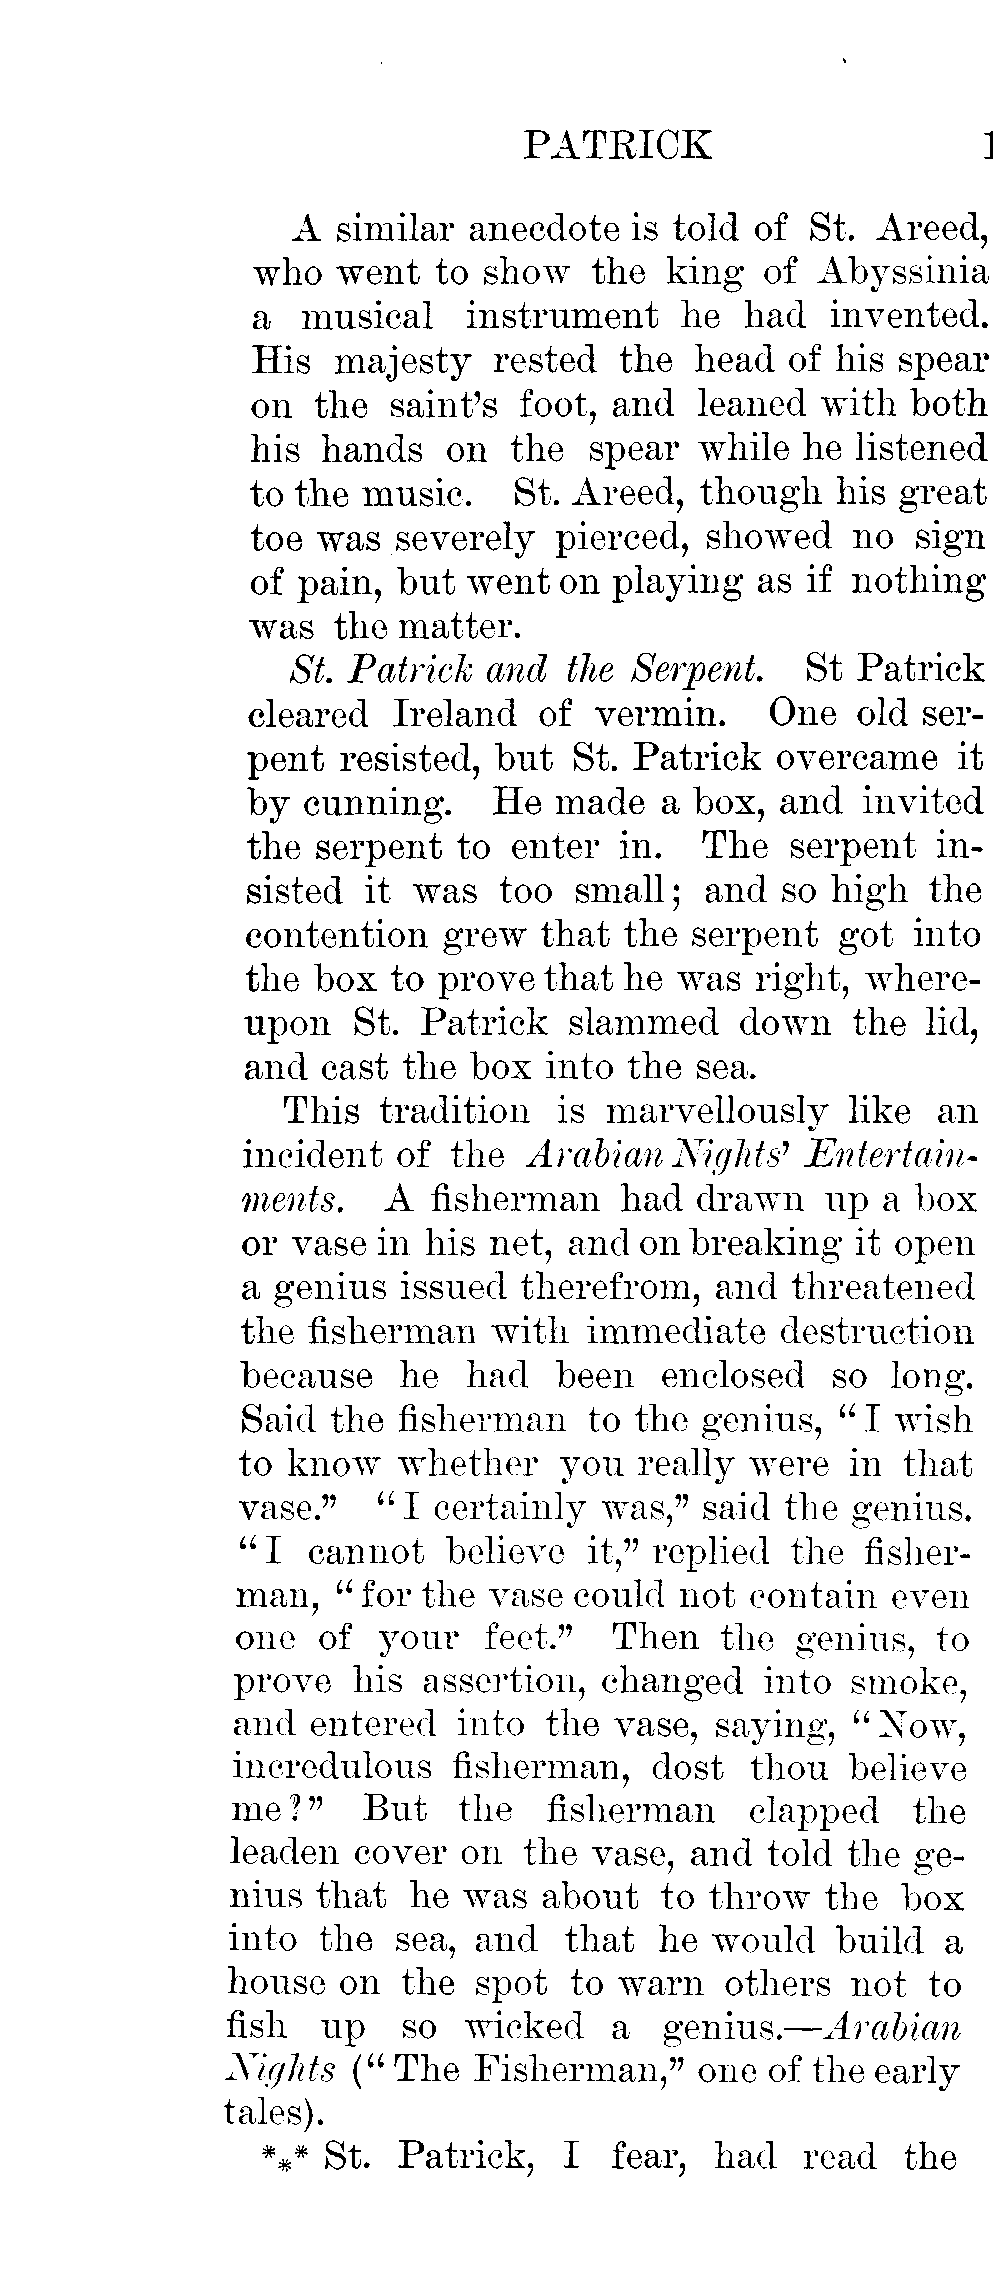 PATRICK 1
A similar anecdote is told of St. Areed,
who went to show the king of Abyssinia
a musical instrument he had invented.
His majesty rested the head of his spear
on the saint's foot, and leaned with both
his hands on the spear while he listened
to the music. St. Areed, though his great
toe was severely pierced, showed no sign
of pain, but went on playing as if nothing
was the matter.
St. Patrick and the Serpent. St Patrick
cleared Ireland of vermin. One old ser-
pent resisted, but St. Patrick overcame it
by cunning. He made a box, and invited
the serpent to enter in. The serpent in-
sisted it was too small; and so high the
contention grew that the serpent got into
the box to prove that he was right, where-
upon St. Patrick slammed down the lid,
and cast the box into the sea.
This tradition is marvellously like an
incident of the Arabian Nights' Entertain-
ments. A fisherman had drawn up a box
or vase in his net, and on breaking it open
a genius issued therefrom, and threatened
the fisherman with immediate destruction
because he had been enclosed so long.
Said the fisherman to the genius, "I wish
to know whether you really were in that
vase." "I certainly was," said the genius.
"I cannot believe it," replied the fisher-
man, "for the vase could not contain even
one of your feet." Then the genius, to
prove his assertion, changed into smoke,
and entered into the vase, saying, "Now,
incredulous fisherman, dost thou believe
me?" But the fisherman clapped the
leaden cover on the vase, and told the ge-
nius that he was about to throw the box
into the sea, and that he would build a
house on the spot to warn others not to
fish up so wicked a genius.—Arabian
Nights ("The Fisherman," one of the early
tales).
*** St. Patrick, I fear, had read the